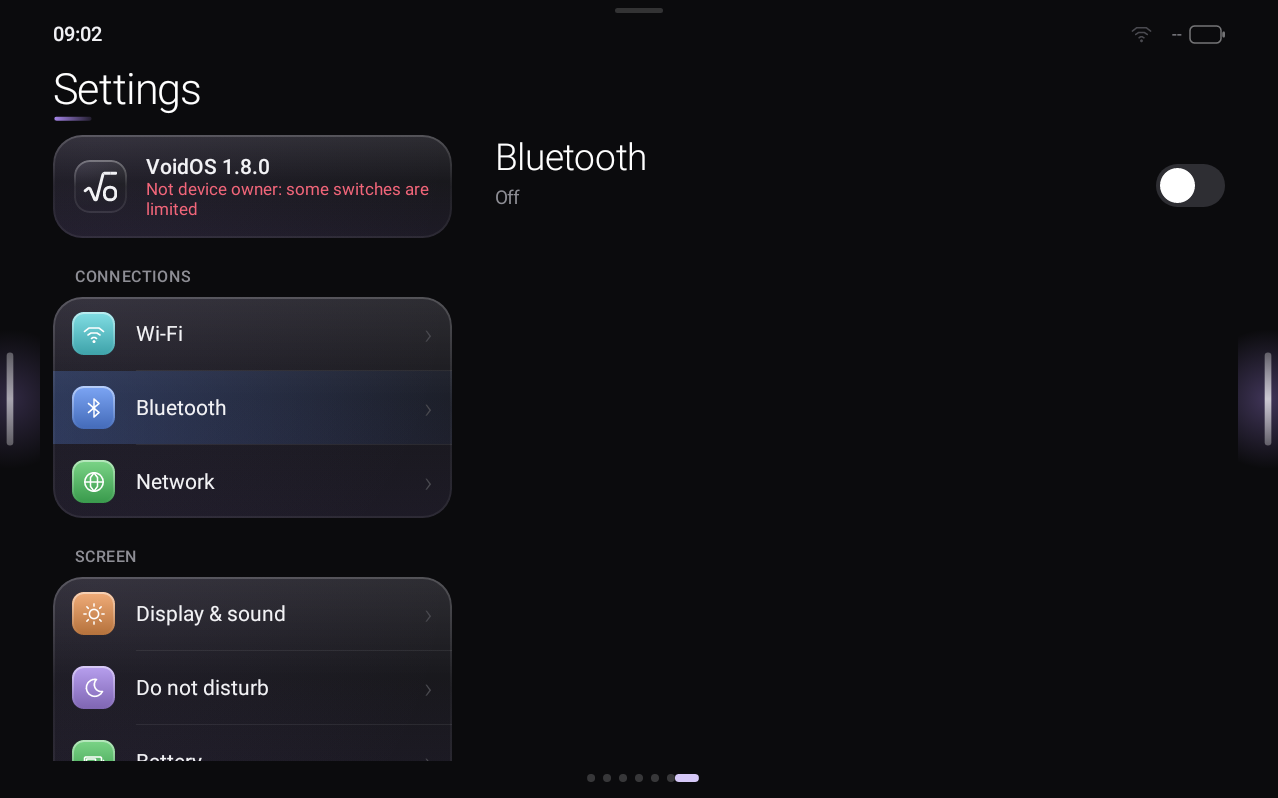 09:02
--
Settings
VoidOS 1.8.0
Not device owner: some switches are
limited
CONNECTIONS
Wi-Fi
Bluetooth
Network
SCREEN
Display & sound
Do not disturb
Battery
Bluetooth
Off